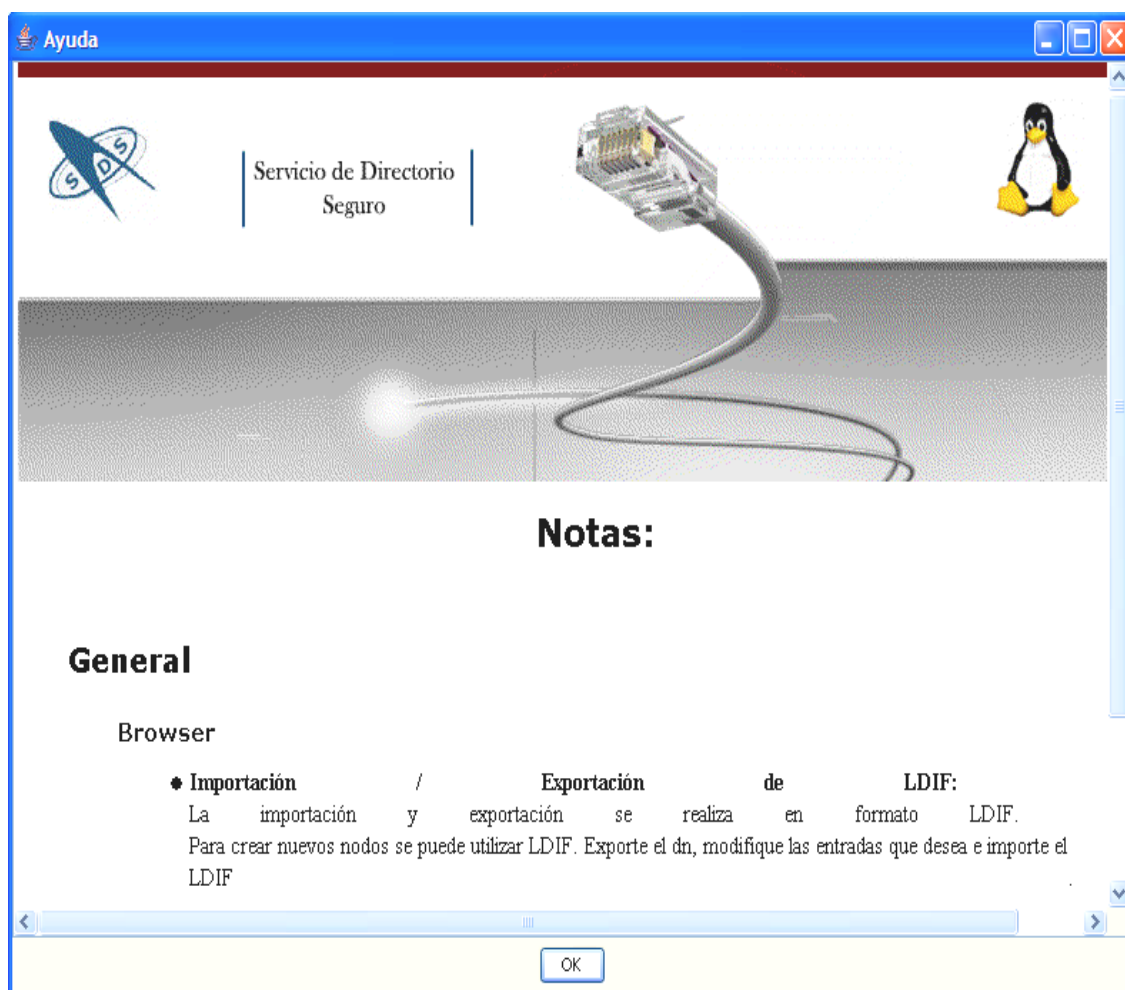 Ayuda
SDS
Servicio de Directorio
Seguro
Notas:
General
Browser
Importación / Exportación de LDIF:
La importación y exportación se realiza en formato LDIF.
Para crear nuevos nodos se puede utilizar LDIF. Exporte el dn, modifique las entradas que desea e importe el
LDIF .
OK